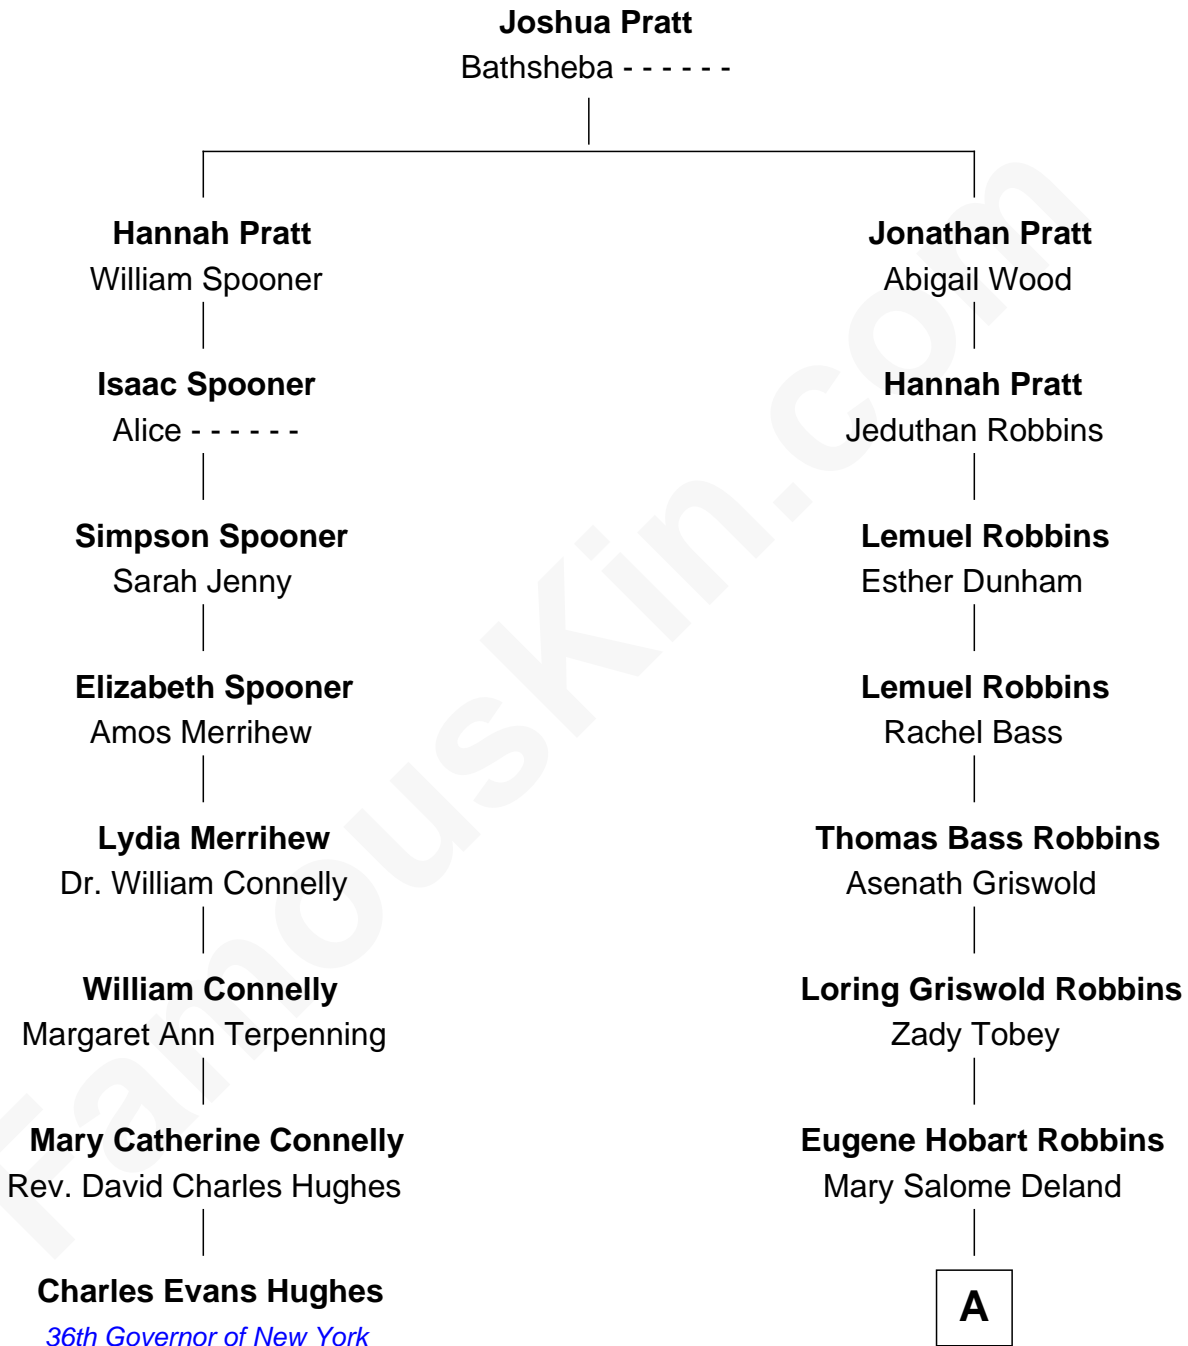 Joshua Pratt
Bathsheba - - - - - -
Hannah Pratt
William Spooner
Jonathan Pratt
Abigail Wood
Isaac Spooner
Alice - - - - - -
Hannah Pratt
Jeduthan Robbins
Simpson Spooner
Sarah Jenny
Lemuel Robbins
Esther Dunham
Elizabeth Spooner
Amos Merrihew
Lemuel Robbins
Rachel Bass
Lydia Merrihew
Dr. William Connelly
Thomas Bass Robbins
Asenath Griswold
William Connelly
Margaret Ann Terpenning
Loring Griswold Robbins
Zady Tobey
Mary Catherine Connelly
Rev. David Charles Hughes
Eugene Hobart Robbins
Mary Salome Deland
Charles Evans Hughes
36th Governor of New York
A
FamousKin.com